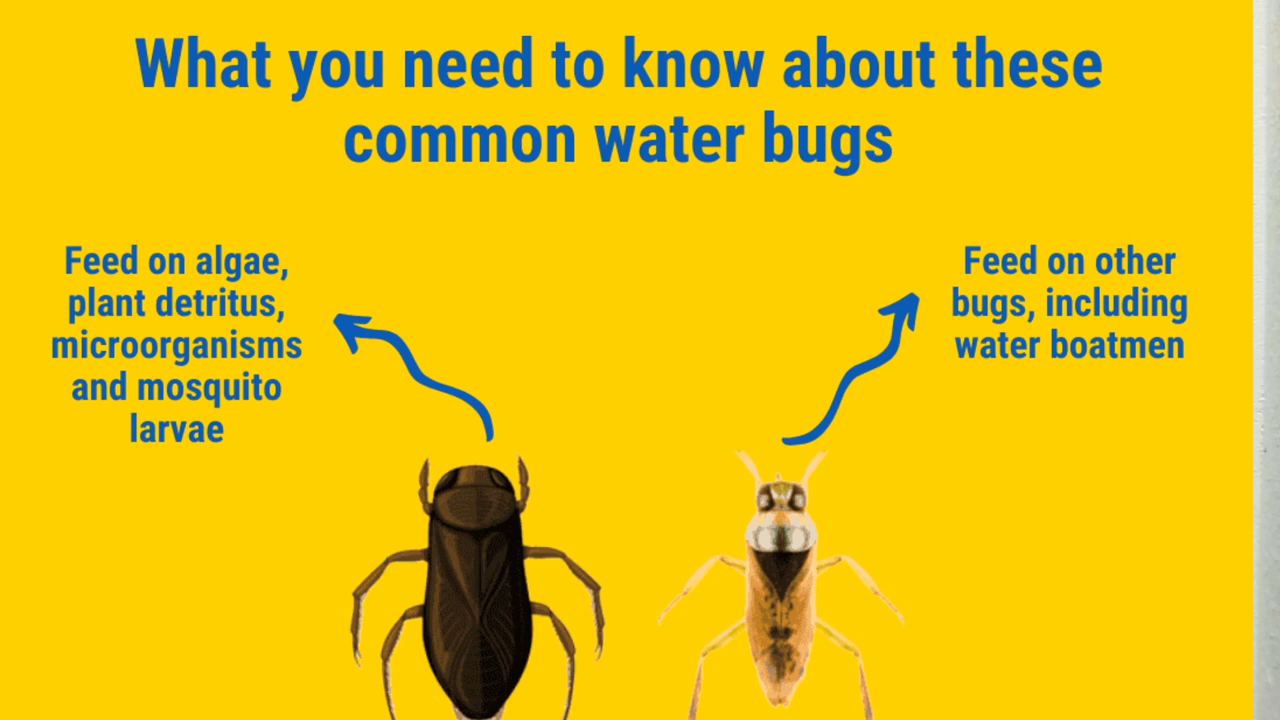 What you need to know about these
common water bugs
Feed on algae,
plant detritus,
microorganisms
and mosquito
larvae
Feed on other
bugs, including
water boatmen